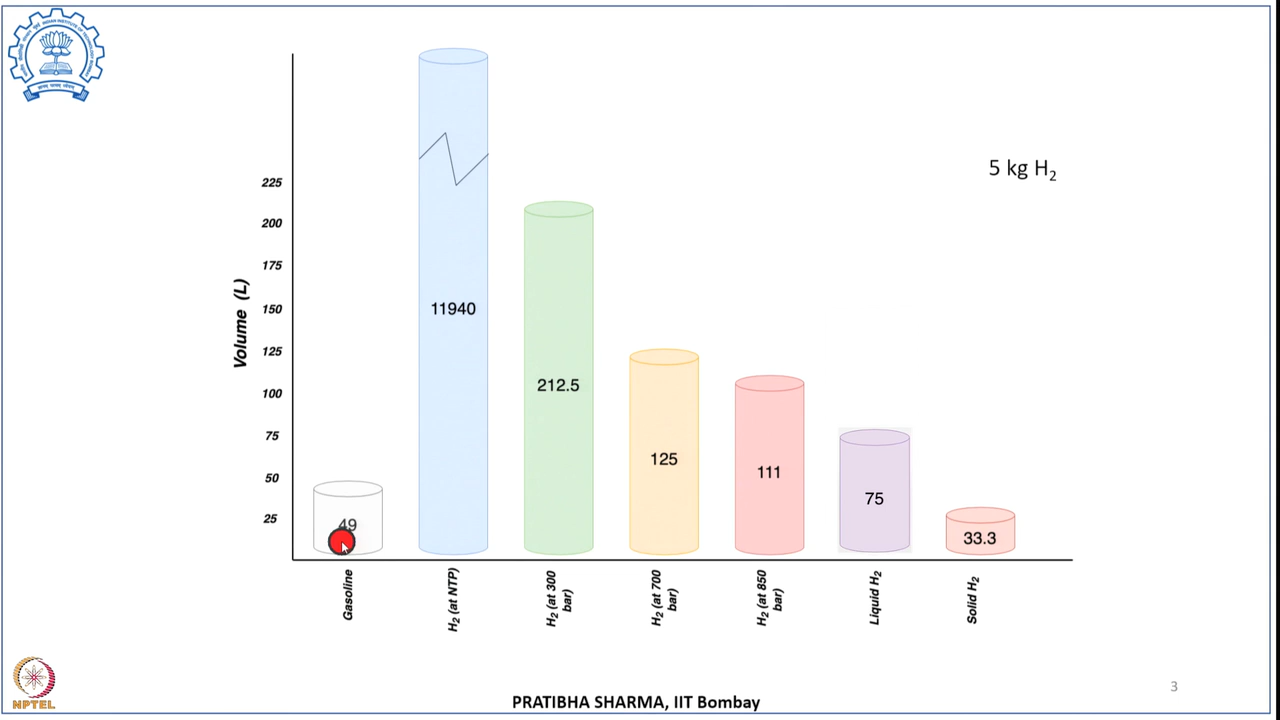 5 kg H₂
Volume (L)
225
200
175
150
125
100
75
50
25
49
11940
212.5
125
111
75
33.3
Gasoline
H₂ (at NTP)
H₂ (at 300
bar)
H₂ (at 700
bar)
H₂ (at 850
bar)
Liquid H₂
Solid H₂
NPTEL
PRATIBHA SHARMA, IIT Bombay
3